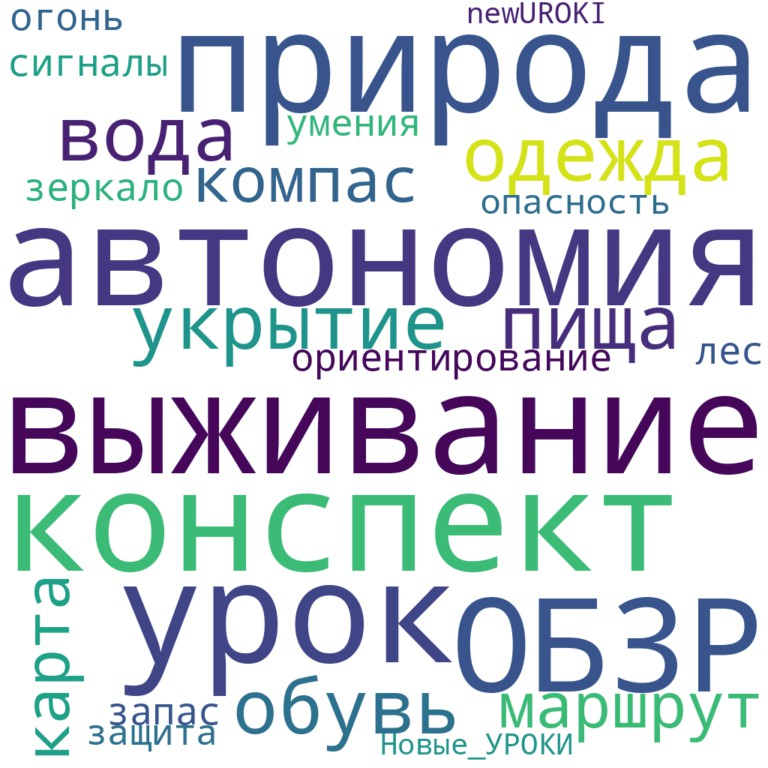 огонь
newUROKI
сигналы
природа
вода
умения
одежда
зеркало
компас
опасность
автономия
укрытие
пища
ориентирование
лес
выживание
конспект
карта
урок
ОБЗР
запас
обувь
маршрут
защита
Новые_УРОКИ